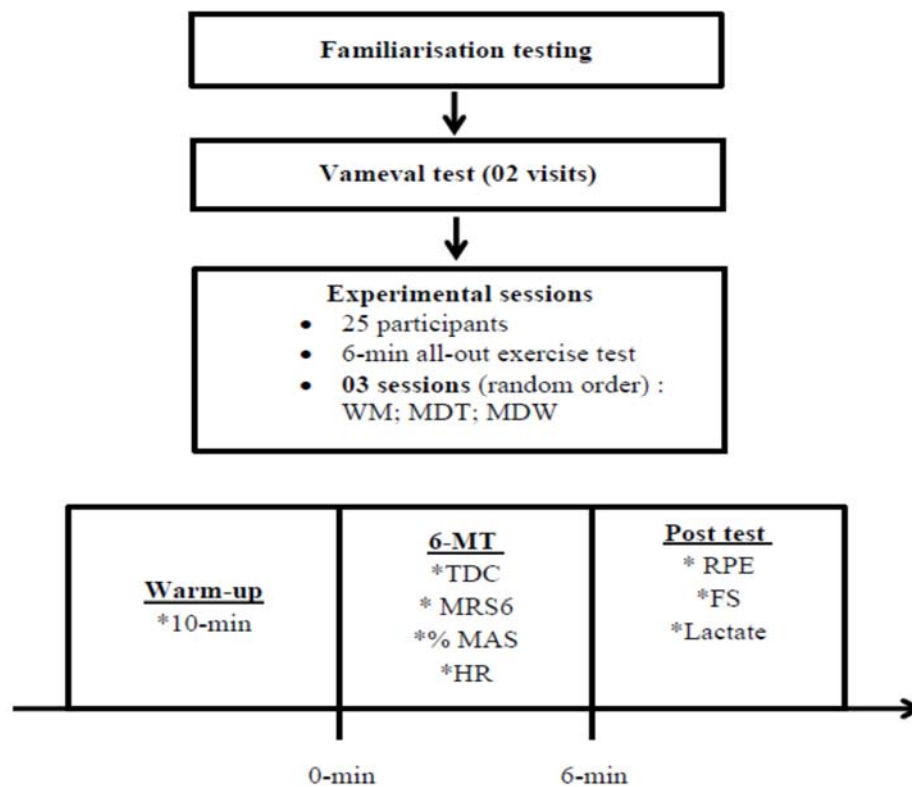 Familiarisation testing
Vameval test (02 visits)
Experimental sessions
• 25 participants
• 6-min all-out exercise test
• 03 sessions (random order) :
WM; MDT; MDW
Warm-up
*10-min
6-MT
*TDC
* MRS6
*% MAS
*HR
Post test
* RPE
*FS
*Lactate
0-min
6-min